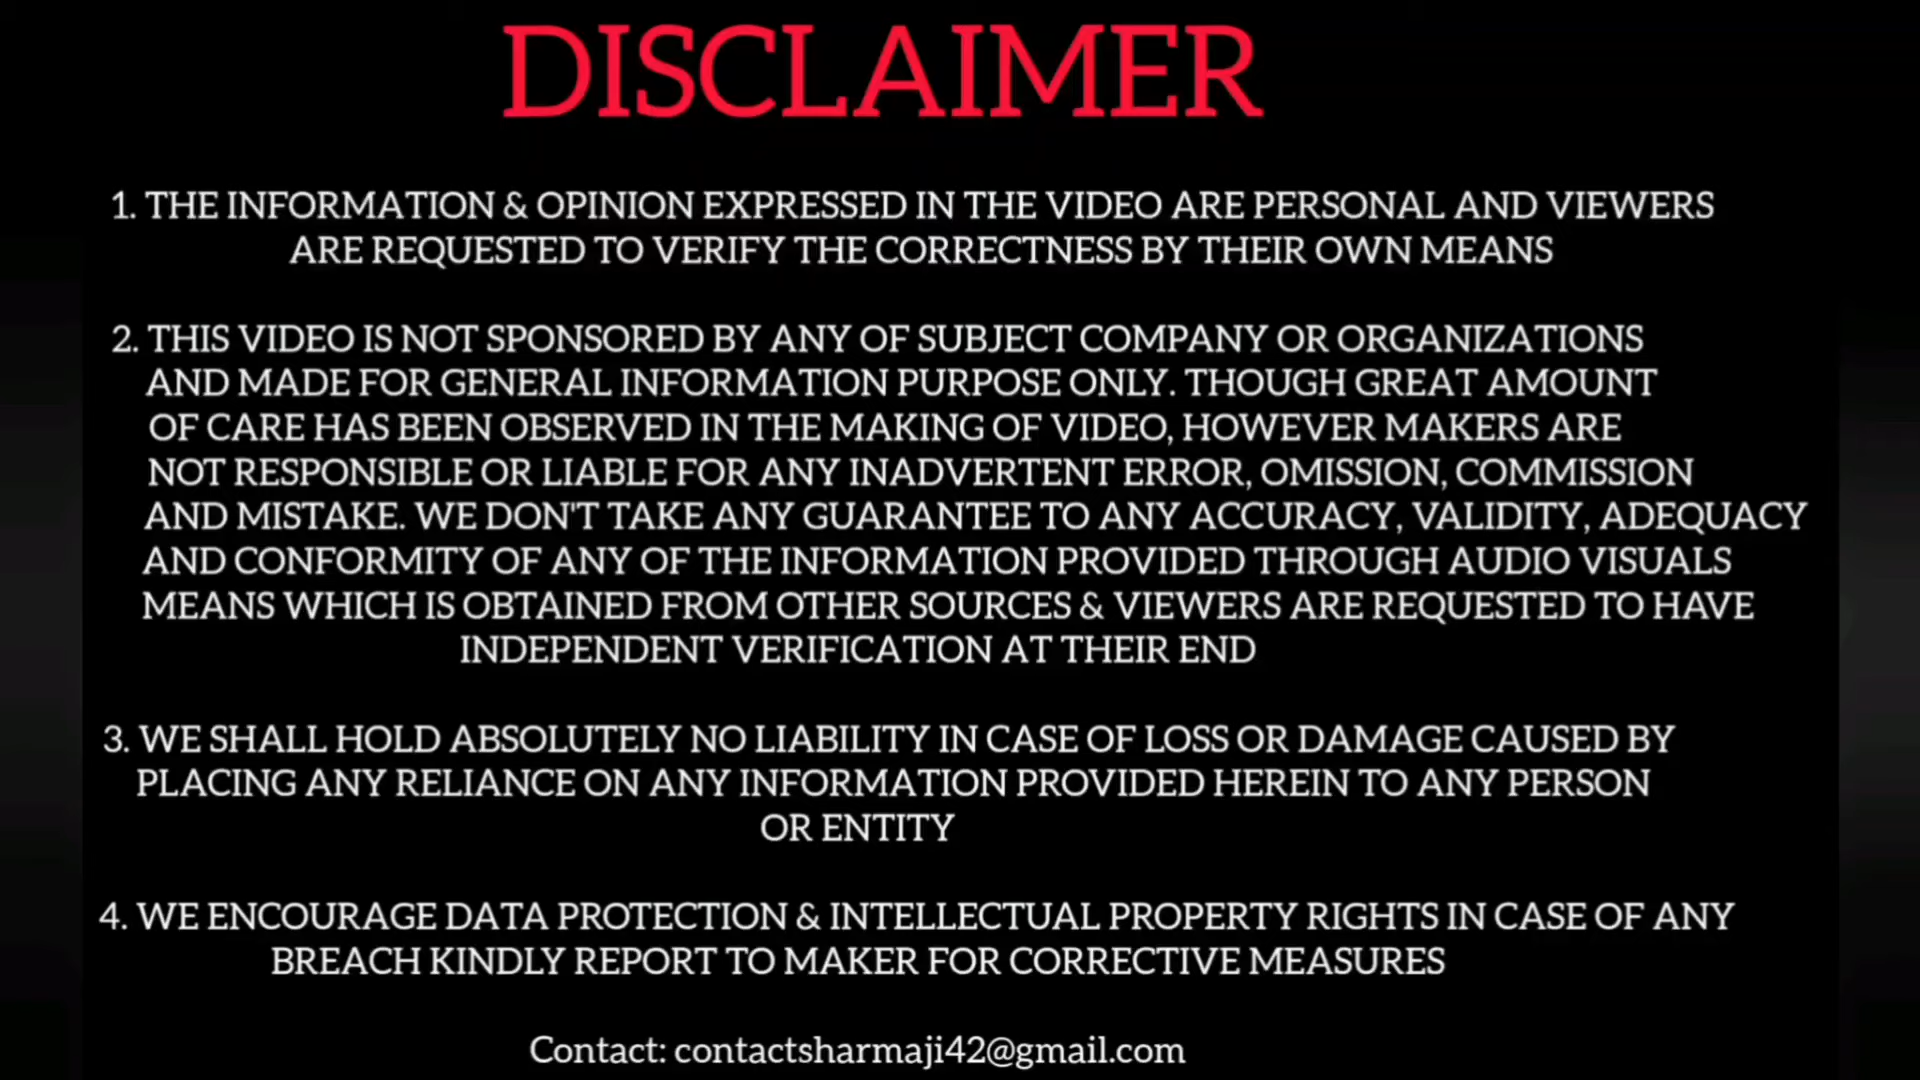 DISCLAIMER
1. THE INFORMATION & OPINION EXPRESSED IN THE VIDEO ARE PERSONAL AND VIEWERS
ARE REQUESTED TO VERIFY THE CORRECTNESS BY THEIR OWN MEANS
2. THIS VIDEO IS NOT SPONSORED BY ANY OF SUBJECT COMPANY OR ORGANIZATIONS
AND MADE FOR GENERAL INFORMATION PURPOSE ONLY. THOUGH GREAT AMOUNT
OF CARE HAS BEEN OBSERVED IN THE MAKING OF VIDEO, HOWEVER MAKERS ARE
NOT RESPONSIBLE OR LIABLE FOR ANY INADVERTENT ERROR, OMISSION, COMMISSION
AND MISTAKE. WE DON'T TAKE ANY GUARANTEE TO ANY ACCURACY, VALIDITY, ADEQUACY
AND CONFORMITY OF ANY OF THE INFORMATION PROVIDED THROUGH AUDIO VISUALS
MEANS WHICH IS OBTAINED FROM OTHER SOURCES & VIEWERS ARE REQUESTED TO HAVE
INDEPENDENT VERIFICATION AT THEIR END
3. WE SHALL HOLD ABSOLUTELY NO LIABILITY IN CASE OF LOSS OR DAMAGE CAUSED BY
PLACING ANY RELIANCE ON ANY INFORMATION PROVIDED HEREIN TO ANY PERSON
OR ENTITY
4. WE ENCOURAGE DATA PROTECTION & INTELLECTUAL PROPERTY RIGHTS IN CASE OF ANY
BREACH KINDLY REPORT TO MAKER FOR CORRECTIVE MEASURES
Contact: contactsharmaji42@gmail.com